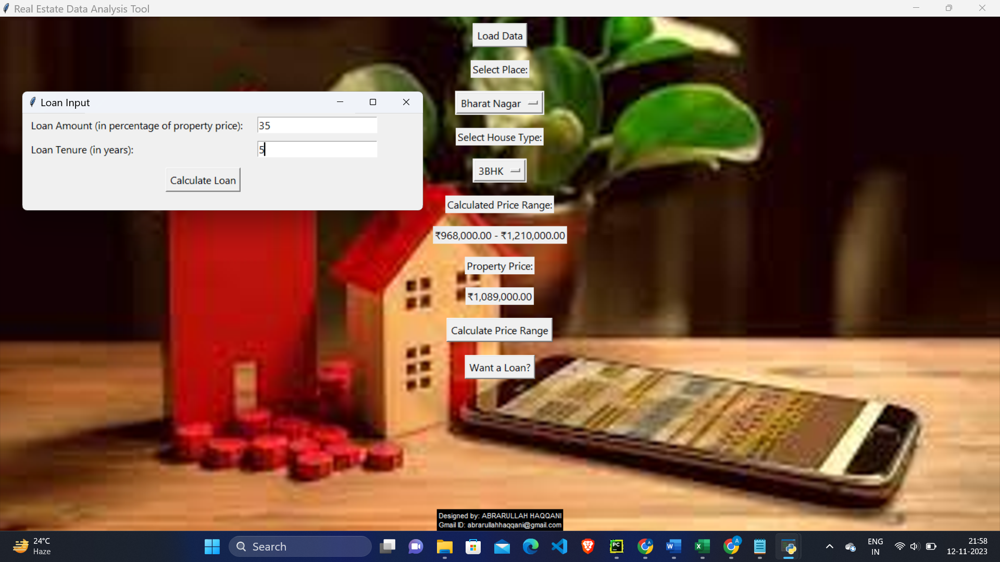 Real Estate Data Analysis Tool
Load Data
Select Place:
Bharat Nagar
Select House Type:
3BHK
Calculated Price Range:
₹968,000.00 - ₹1,210,000.00
Property Price:
₹1,089,000.00
Calculate Price Range
Want a Loan?
Loan Input
Loan Amount (in percentage of property price): 35
Loan Tenure (in years): 5
Calculate Loan
Designed by: ABRARULLAH HAQQANI
Gmail ID: abrarullahhaqqani@gmail.com
24°C
Haze
Search
PC
W
X
A
ENG
IN
21:58
12-11-2023